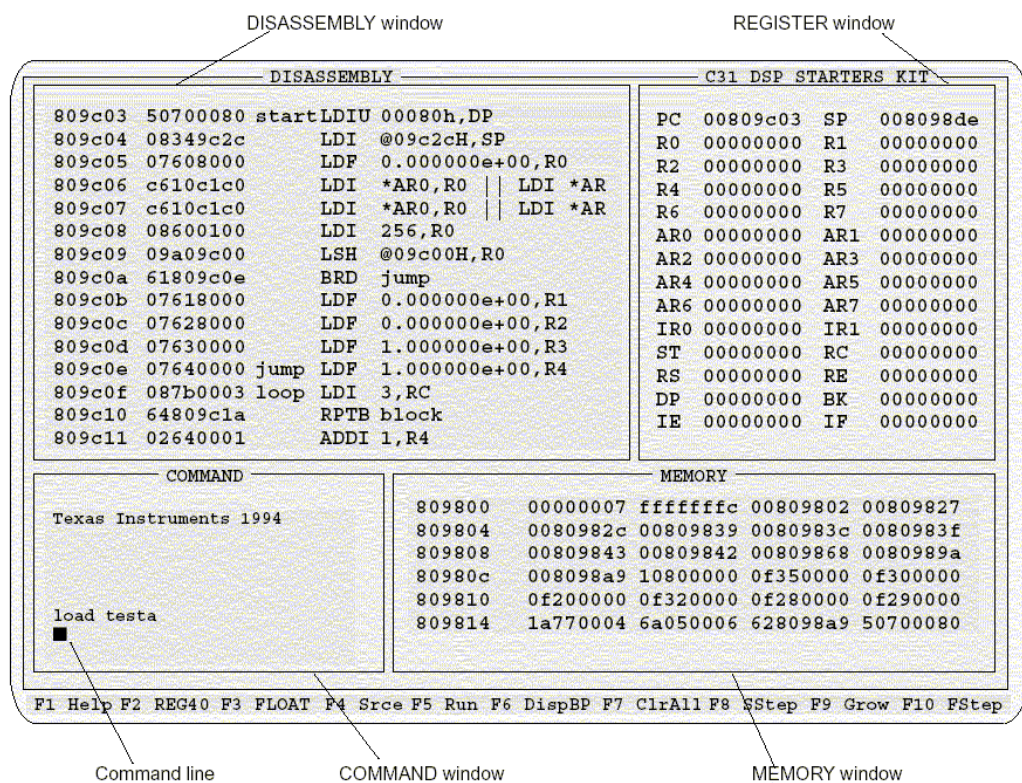 DISASSEMBLY window
REGISTER window
DISASSEMBLY
C31 DSP STARTERS KIT
809c03 50700080 start LDIU 00080h,DP
809c04 08349c2c LDI @09c2cH,SP
809c05 07608000 LDF 0.000000e+00,R0
809c06 c610c1c0 LDI *AR0,R0 || LDI *AR
809c07 c610c1c0 LDI *AR0,R0 || LDI *AR
809c08 08600100 LDI 256,R0
809c09 09a09c00 LSH @09c00H,R0
809c0a 61809c0e BRD jump
809c0b 07618000 LDF 0.000000e+00,R1
809c0c 07628000 LDF 0.000000e+00,R2
809c0d 07630000 LDF 1.000000e+00,R3
809c0e 07640000 jump LDF 1.000000e+00,R4
809c0f 087b0003 loop LDI 3,RC
809c10 64809c1a RPTB block
809c11 02640001 ADDI 1,R4
PC 00809c03 SP 008098de
R0 00000000 R1 00000000
R2 00000000 R3 00000000
R4 00000000 R5 00000000
R6 00000000 R7 00000000
AR0 00000000 AR1 00000000
AR2 00000000 AR3 00000000
AR4 00000000 AR5 00000000
AR6 00000000 AR7 00000000
IR0 00000000 IR1 00000000
ST 00000000 RC 00000000
RS 00000000 RE 00000000
DP 00000000 BK 00000000
IE 00000000 IF 00000000
COMMAND
Texas Instruments 1994
load testa
MEMORY
809800 00000007 fffffffc 00809802 00809827
809804 0080982c 00809839 0080983c 0080983f
809808 00809843 00809842 00809868 0080989a
80980c 008098a9 10800000 0f350000 0f300000
809810 0f200000 0f320000 0f280000 0f290000
809814 1a770004 6a050006 628098a9 50700080
F1 Help F2 REG40 F3 FLOAT F4 Srce F5 Run F6 DispBP F7 ClrAll F8 SStep F9 Grow F10 FStep
Command line
COMMAND window
MEMORY window